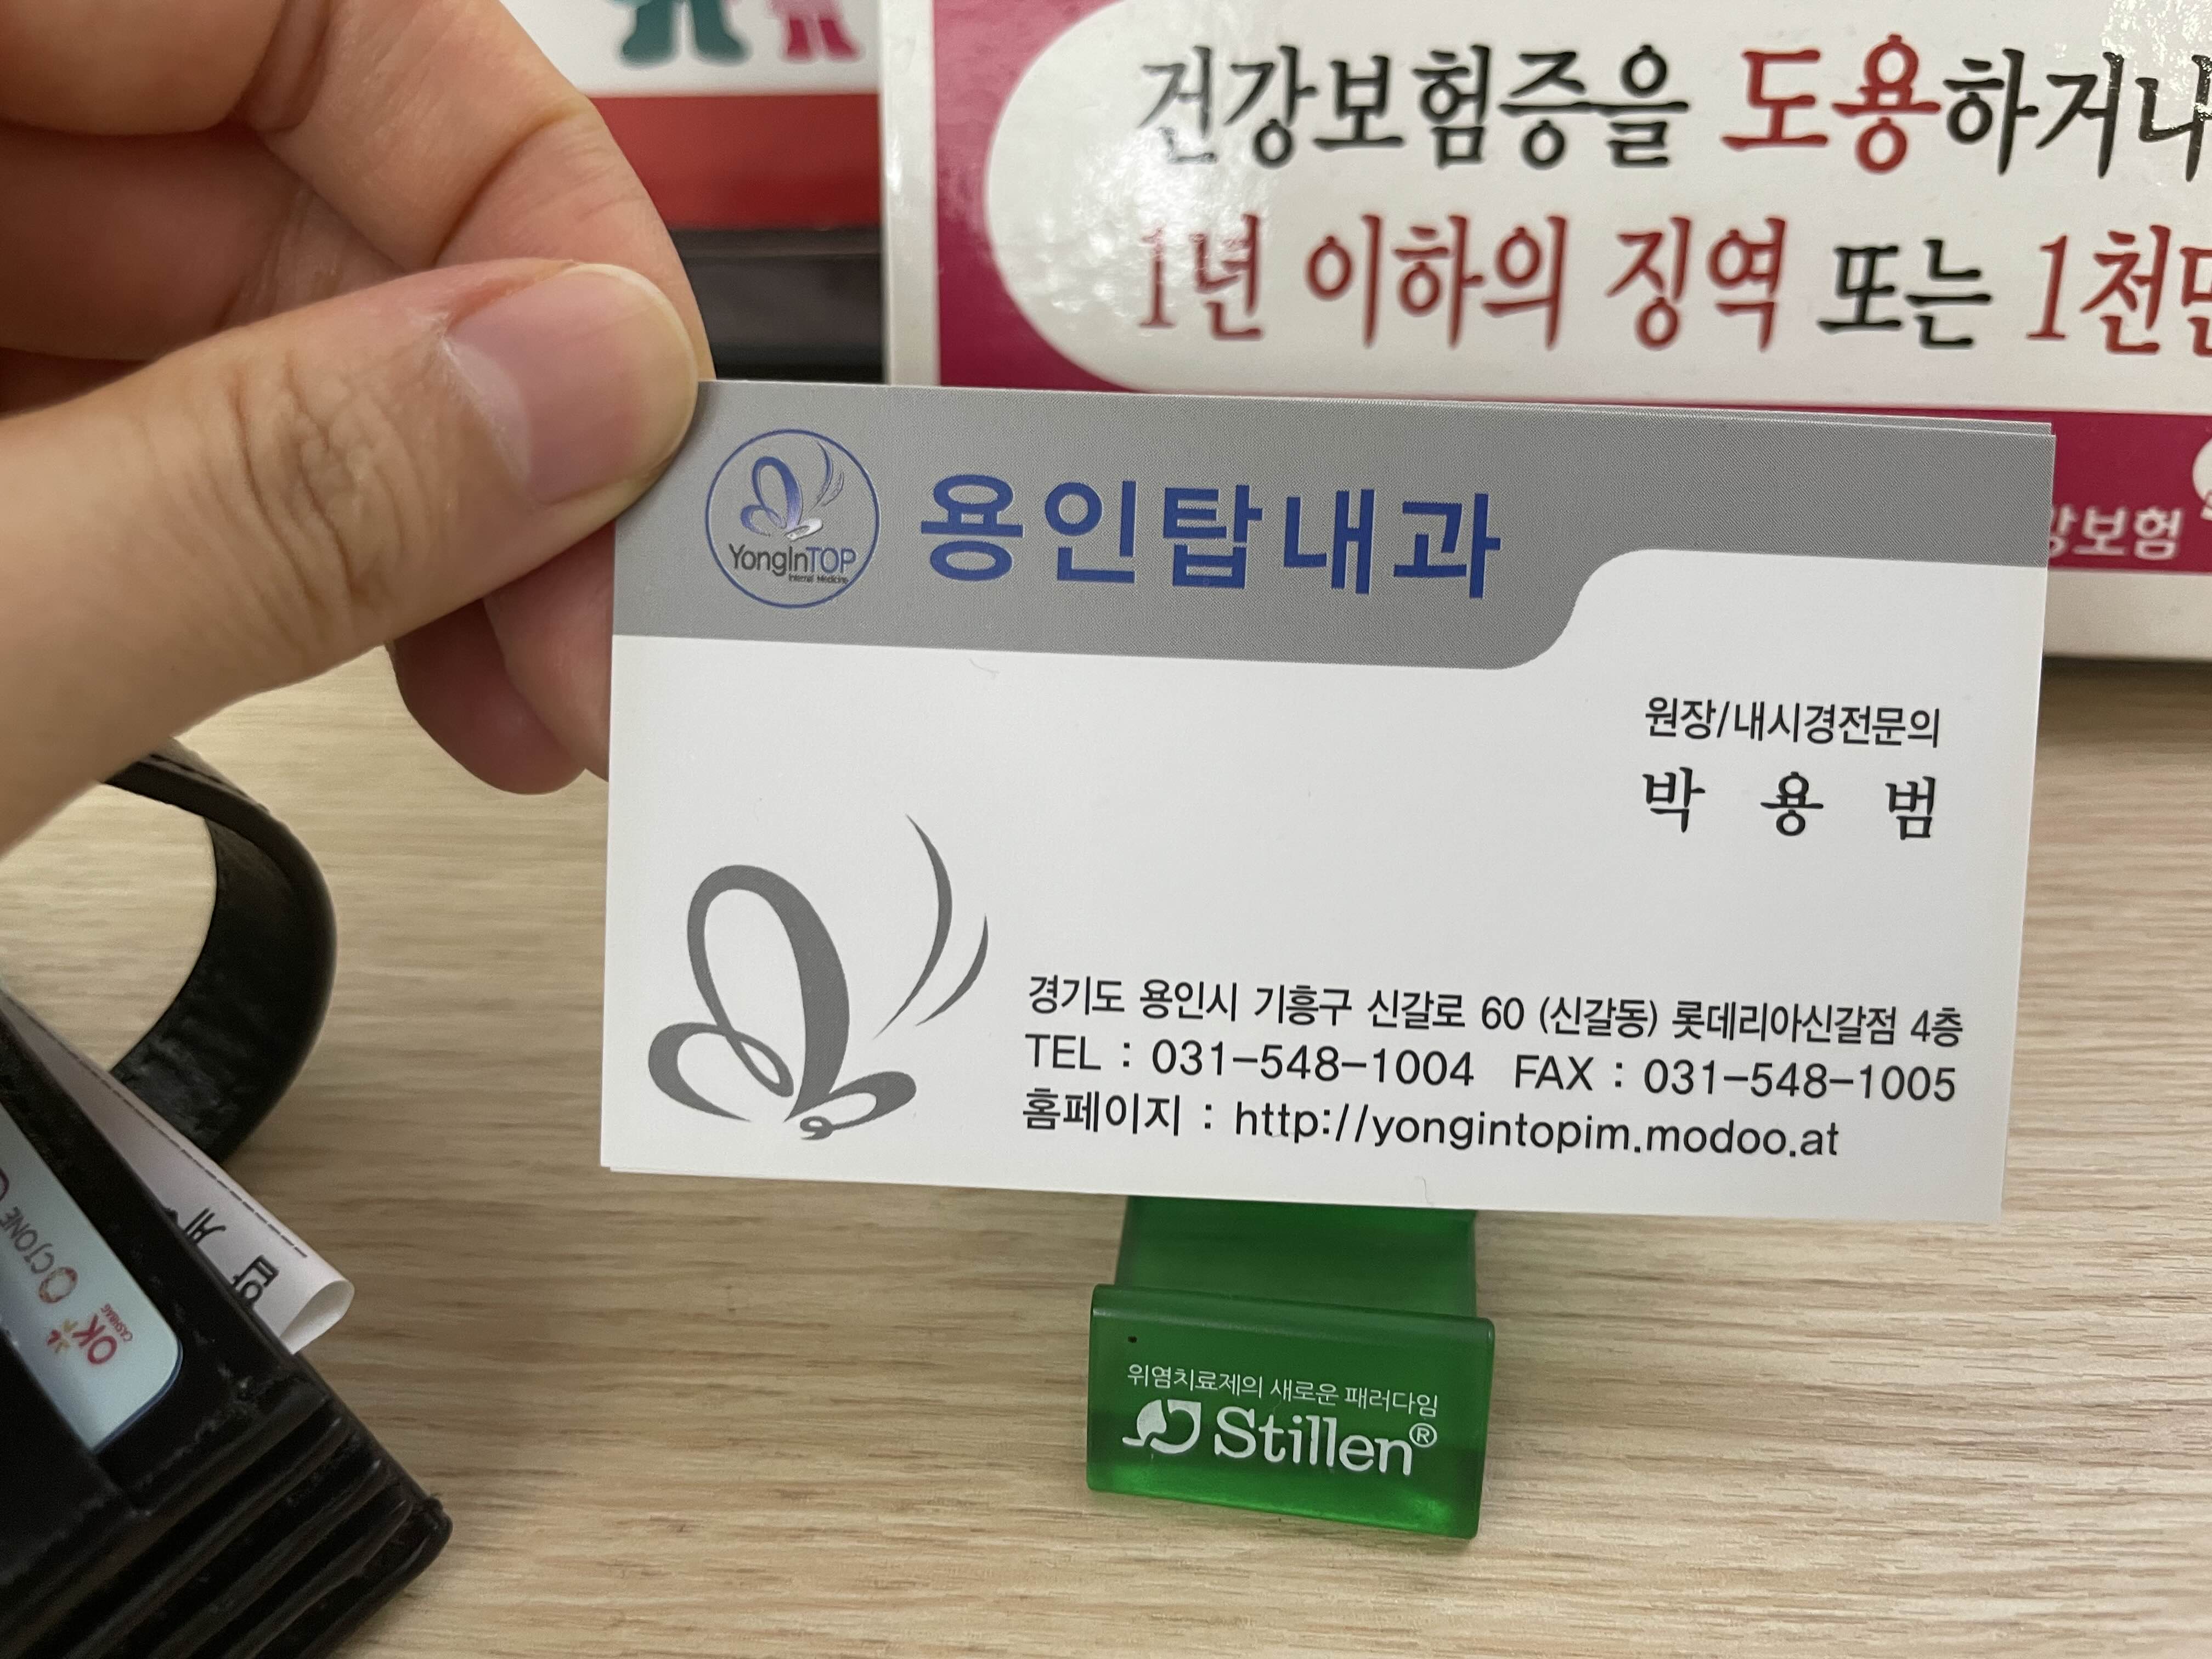 건강보험증을 도용하거나
1년 이하의 징역 또는 1천만
강보험
YongInTOP
Internal Medicine
용인탑내과
원장/내시경전문의
박 용 범
경기도 용인시 기흥구 신갈로 60 (신갈동) 롯데리아신갈점 4층
TEL : 031-548-1004 FAX : 031-548-1005
홈페이지 : http://yongintopim.modoo.at
위염치료제의 새로운 패러다임
Stillen®
CJONE
OK
CASHBAG